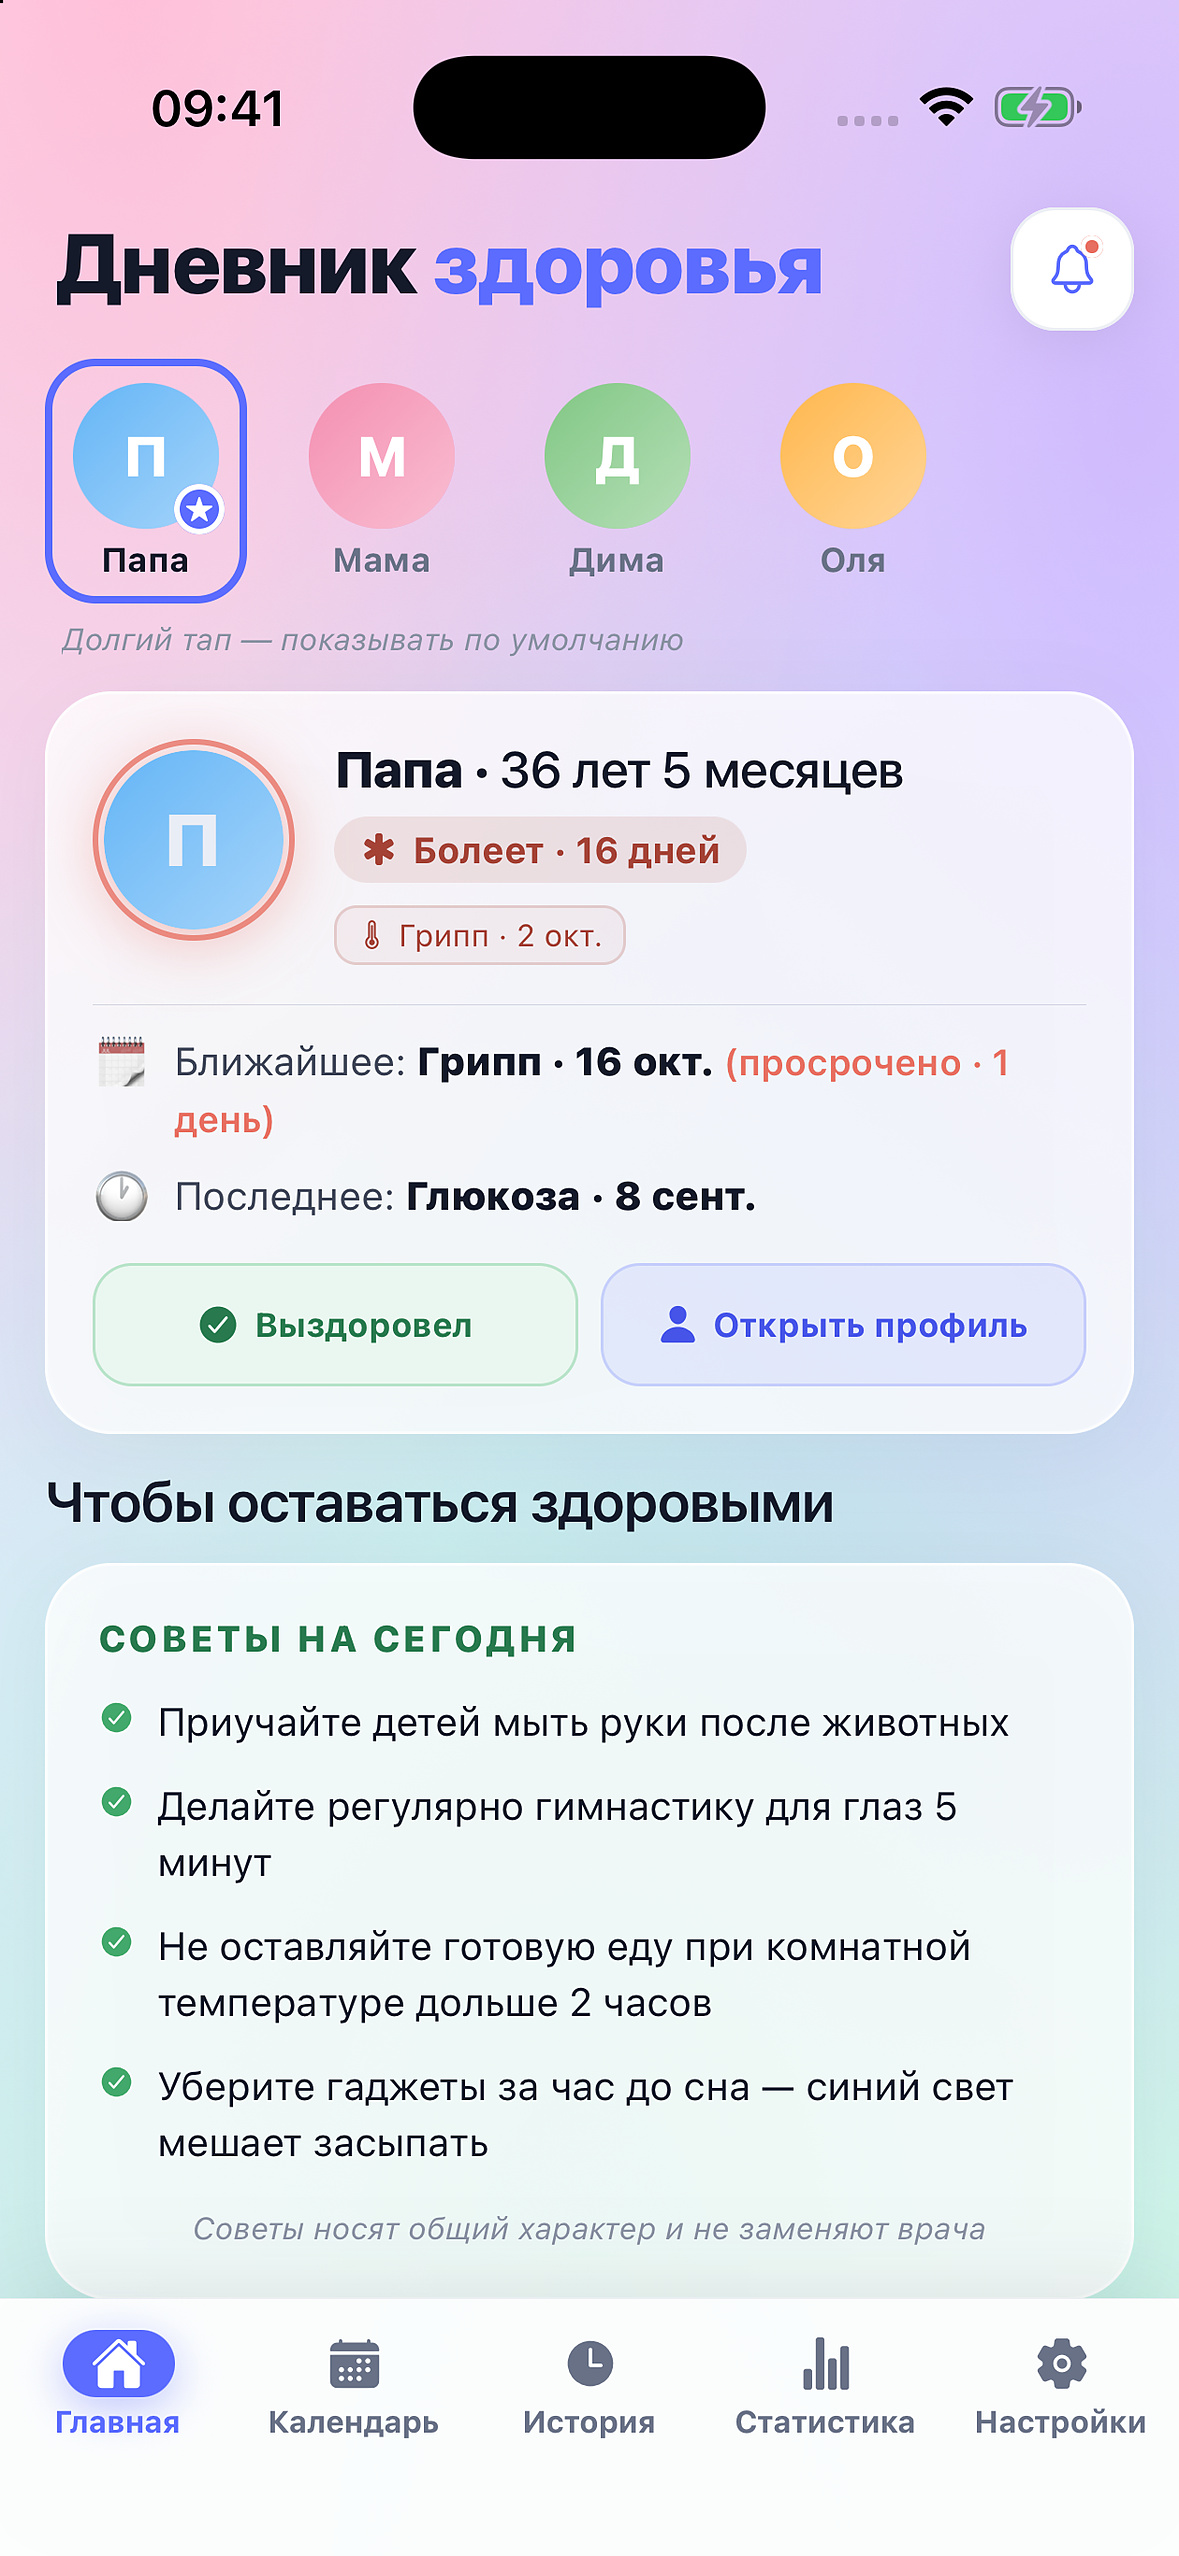 09:41
Дневник здоровья
П
М
Д
О
Папа
Мама
Дима
Оля
Долгий тап — показывать по умолчанию
П
Папа · 36 лет 5 месяцев
Болеет · 16 дней
Грипп · 2 окт.
Ближайшее: Грипп · 16 окт. (просрочено · 1
день)
Последнее: Глюкоза · 8 сент.
Выздоровел
Открыть профиль
Чтобы оставаться здоровыми
СОВЕТЫ НА СЕГОДНЯ
Приучайте детей мыть руки после животных
Делайте регулярно гимнастику для глаз 5
минут
Не оставляйте готовую еду при комнатной
температуре дольше 2 часов
Уберите гаджеты за час до сна — синий свет
мешает засыпать
Советы носят общий характер и не заменяют врача
Главная
Календарь
История
Статистика
Настройки